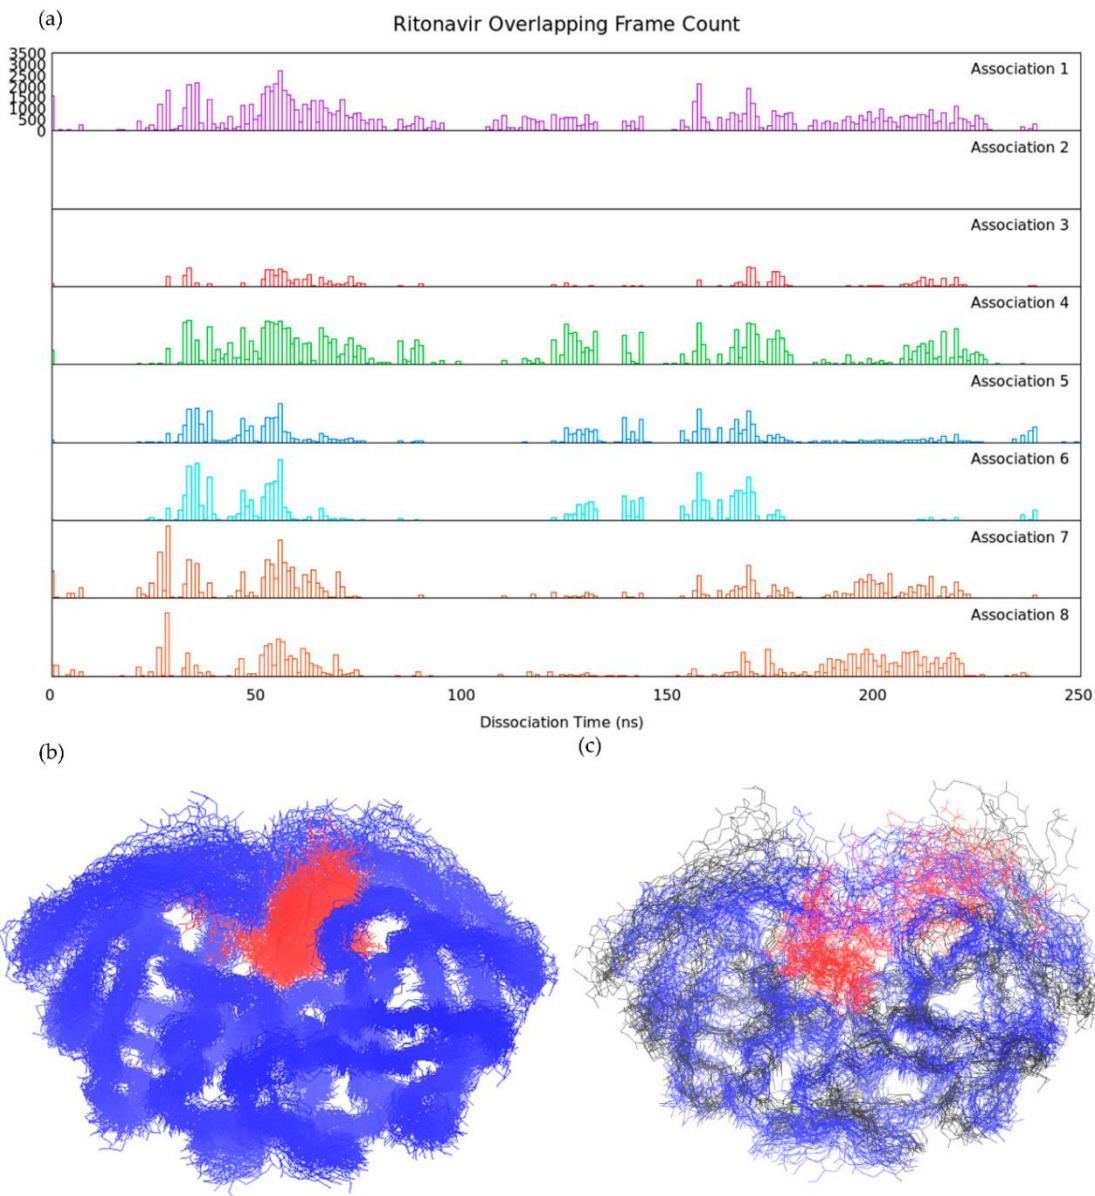 (a)
Ritonavir Overlapping Frame Count
3500
3000
2500
2000
1500
1000
500
0
Association 1
Association 2
Association 3
Association 4
Association 5
Association 6
Association 7
Association 8
0 50 100 150 200 250
Dissociation Time (ns)
(b) (c)